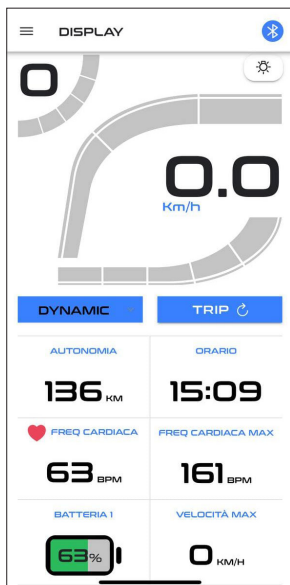 DISPLAY
0
0.0
Km/h
DYNAMIC
TRIP
AUTONOMIA
ORARIO
136 KM
15:09
FREQ CARDIACA
FREQ CARDIACA MAX
63 BPM
161 BPM
BATTERIA 1
VELOCITÀ MAX
63%
0 KM/H